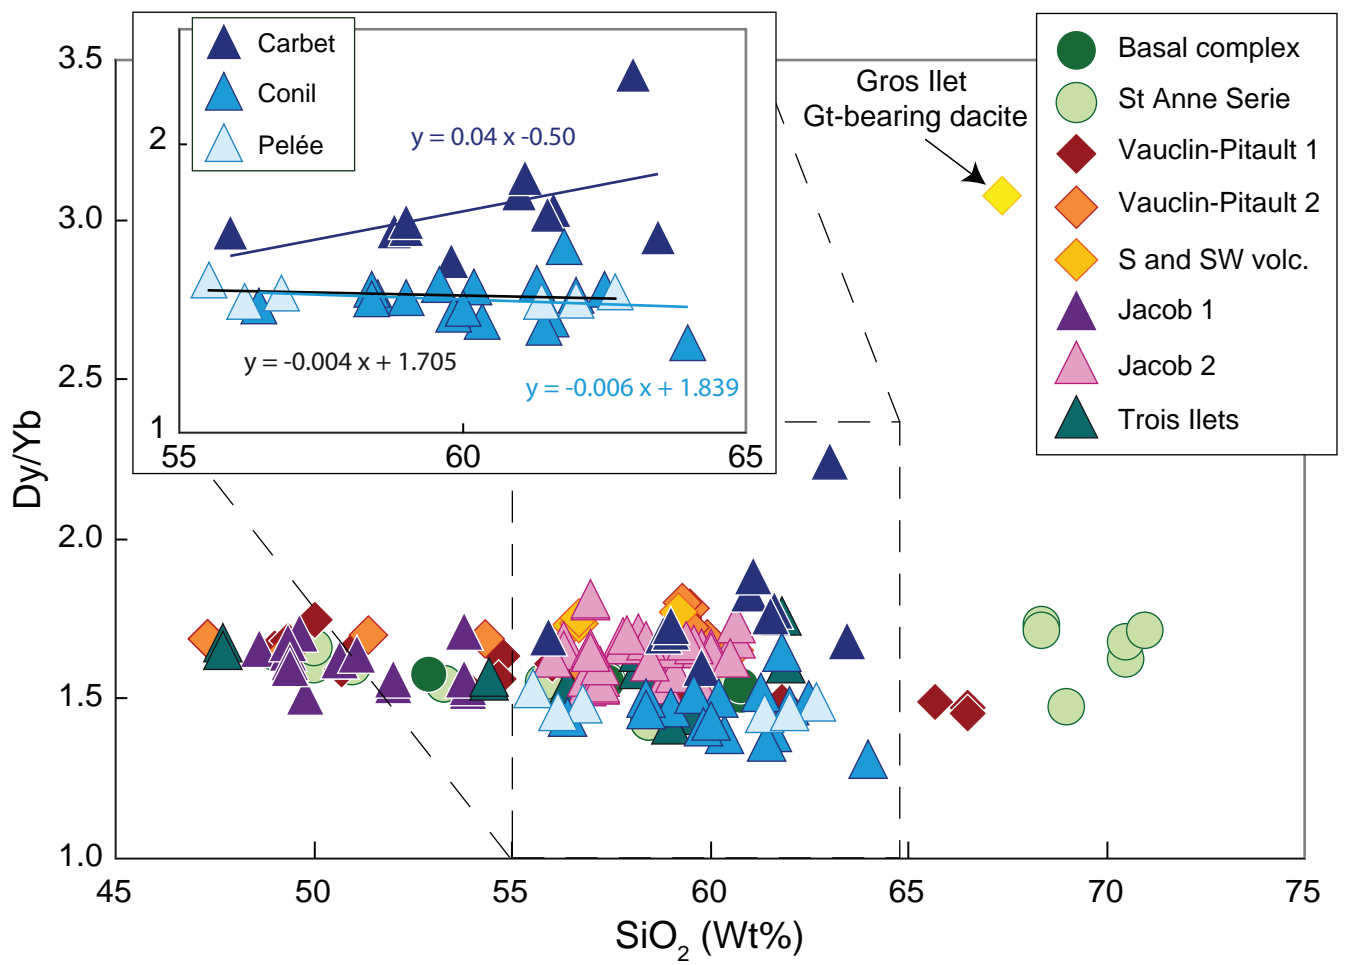 Carbet
Conil
Pelée
2
1
55
60
65
y = 0.04 x -0.50
y = -0.004 x + 1.705
y = -0.006 x + 1.839
Gros Ilet
Gt-bearing dacite
Basal complex
St Anne Serie
Vauclin-Pitault 1
Vauclin-Pitault 2
S and SW volc.
Jacob 1
Jacob 2
Trois Ilets
3.5
3.0
2.5
2.0
1.5
1.0
Dy/Yb
45
50
55
60
65
70
75
SiO₂ (Wt%)